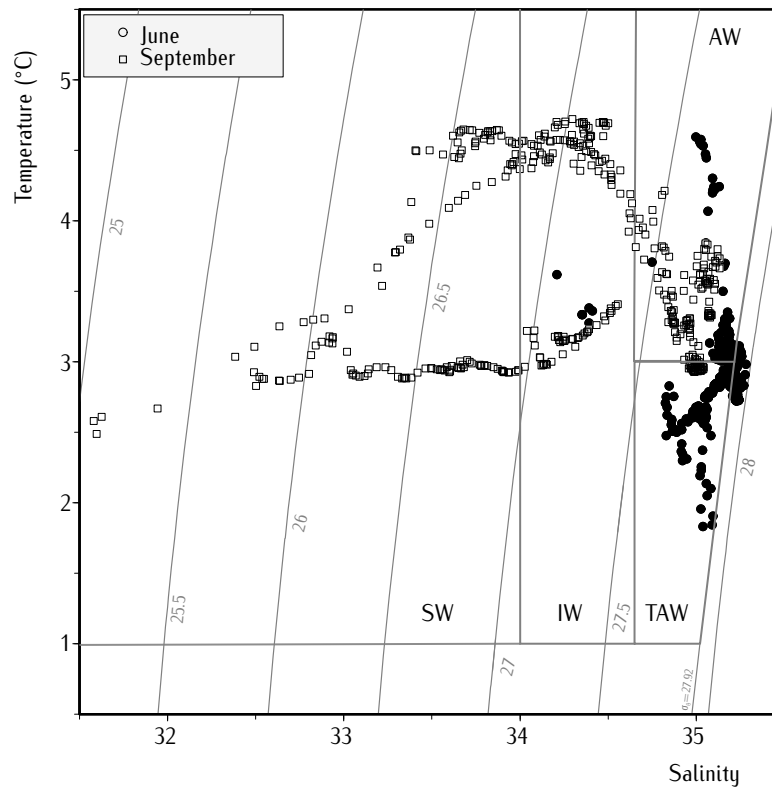 June
September
AW
5
Temperature (°C)
4
25
26.5
3
28
2
26
25.5
27.5
SW
IW
TAW
1
27
σ₀=27.92
32
33
34
35
Salinity